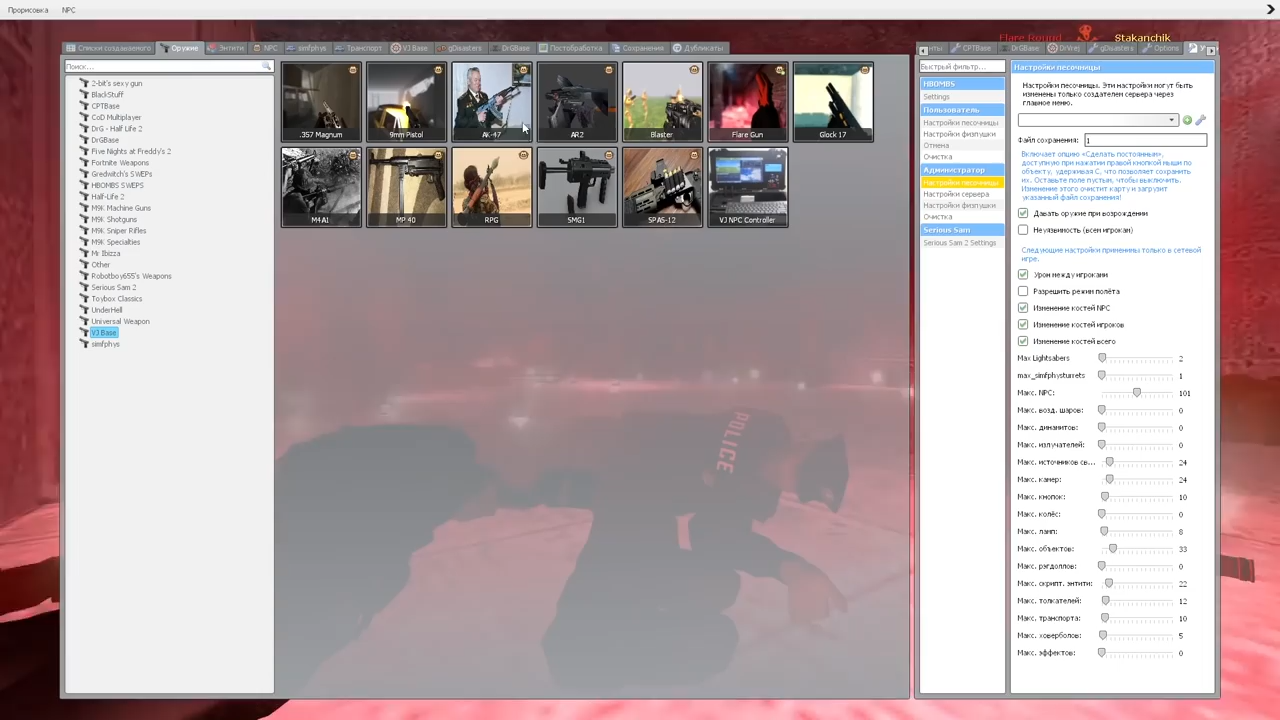 Прорисовка NPC
Flare Round Stakanchik
Списки создаваемого Оружие Энтити NPC simfphys Транспорт VJ Base gDisasters DrGBase Постобработка Сохранения Дубликаты
нты CPTBase DrGBase DrVrej gDisasters Options У
Поиск...
2-bit's sexy gun
BlackStuff
CPTBase
CoD Multiplayer
DrG - Half Life 2
DrGBase
Five Nights at Freddy's 2
Fortnite Weapons
Gredwitch's SWEPs
HBOMBS SWEPS
Half-Life 2
M9K Machine Guns
M9K Shotguns
M9K Sniper Rifles
M9K Specialties
Mr Ibizza
Other
Robotboy655's Weapons
Serious Sam 2
Toybox Classics
UnderHell
Universal Weapon
VJ Base
simfphys
.357 Magnum
9mm Pistol
AK-47
AR2
Blaster
Flare Gun
Glock 17
M4A1
MP 40
RPG
SMG1
SPAS-12
VJ NPC Controller
POLICE
Быстрый фильтр...
HBOMBS
Settings
Пользователь
Настройки песочницы
Настройки физпушки
Отмена
Очистка
Администратор
Настройки песочницы
Настройки сервера
Настройки физпушки
Очистка
Serious Sam
Serious Sam 2 Settings
Настройки песочницы
Настройки песочницы. Эти настройки могут быть
изменены только создателем сервера через
главное меню.
Файл сохранения: 1
Включает опцию «Сделать постоянным»,
доступную при нажатии правой кнопкой мыши по
объекту, удерживая C, что позволяет сохранить
их. Оставьте поле пустым, чтобы выключить.
Изменение этого очистит карту и загрузит
указанный файл сохранения!
Давать оружие при возрождении
Неуязвимость (всем игрокам)
Следующие настройки применимы только в сетевой
игре.
Урон между игроками
Разрешить режим полёта
Изменение костей NPC
Изменение костей игроков
Изменение костей всего
Max Lightsabers 2
max_simfphysturrets 1
Макс. NPC: 101
Макс. возд. шаров: 0
Макс. динамитов: 0
Макс. излучателей: 0
Макс. источников св... 24
Макс. камер: 24
Макс. кнопок: 10
Макс. колёс: 0
Макс. ламп: 8
Макс. объектов: 33
Макс. рэгдоллов: 0
Макс. скрипт. энтити: 22
Макс. толкателей: 12
Макс. транспорта: 10
Макс. ховерболов: 5
Макс. эффектов: 0